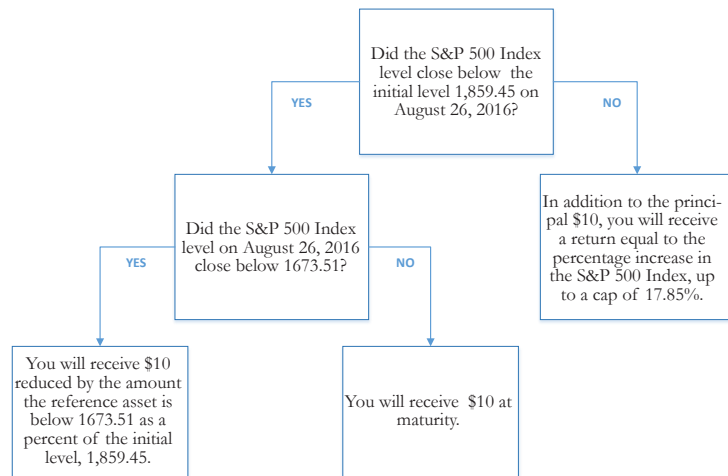 Did the S&P 500 Index
level close below the
initial level 1,859.45 on
August 26, 2016?
YES
NO
Did the S&P 500 Index
level on August 26, 2016
close below 1673.51?
In addition to the princi-
pal $10, you will receive
a return equal to the
percentage increase in
the S&P 500 Index, up
to a cap of 17.85%.
YES
NO
You will receive $10
reduced by the amount
the reference asset is
below 1673.51 as a
percent of the initial
level, 1,859.45.
You will receive $10 at
maturity.